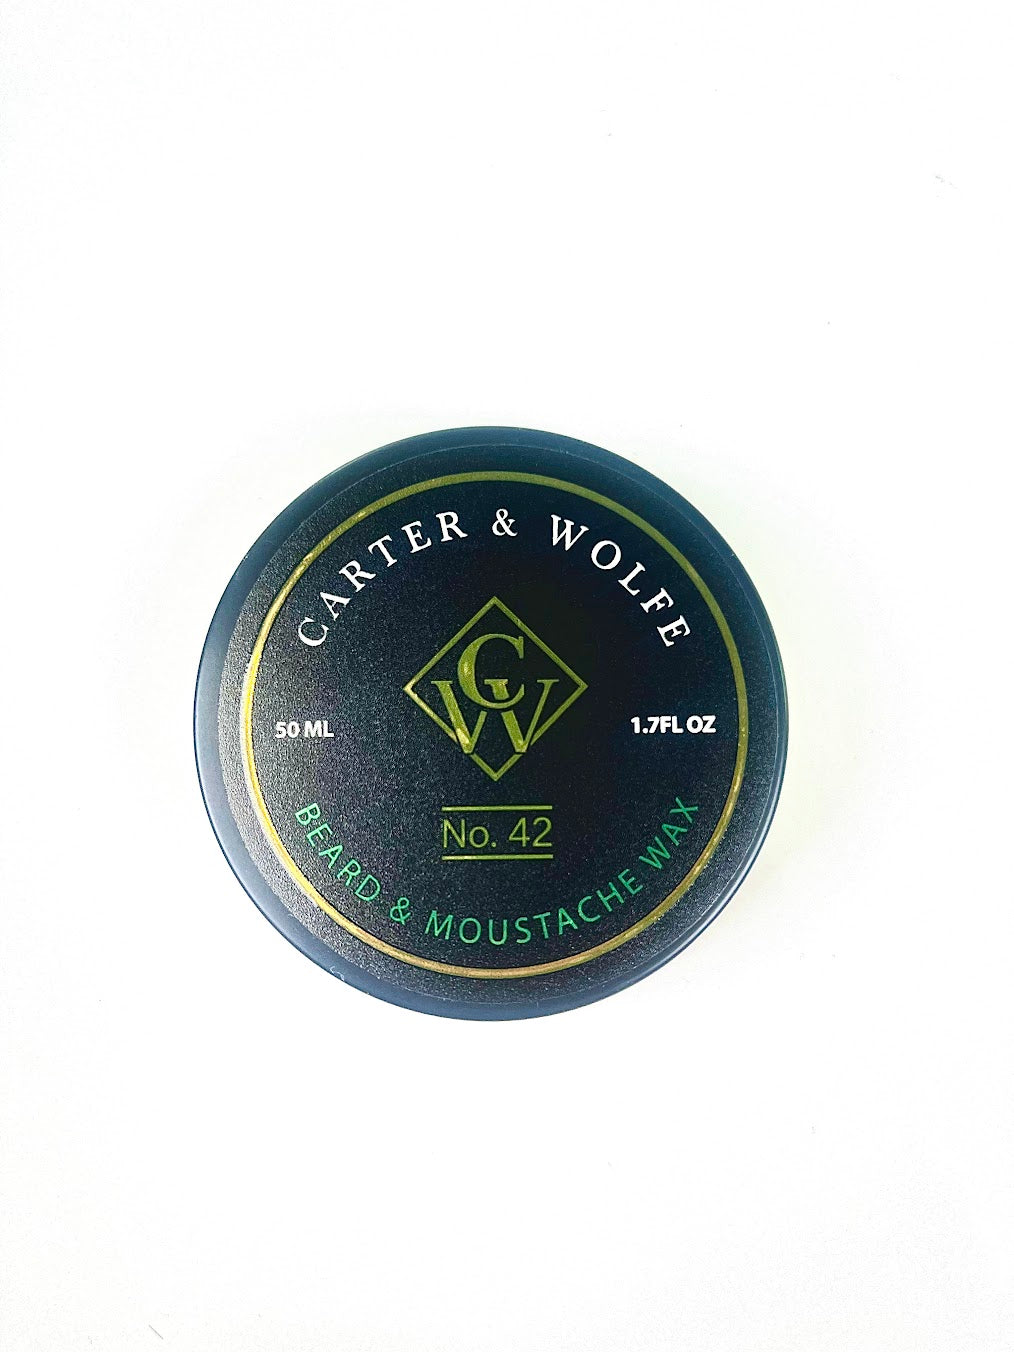 CARTER & WOLFE
CW
50 ML
1.7FL OZ
No. 42
BEARD & MOUSTACHE WAX